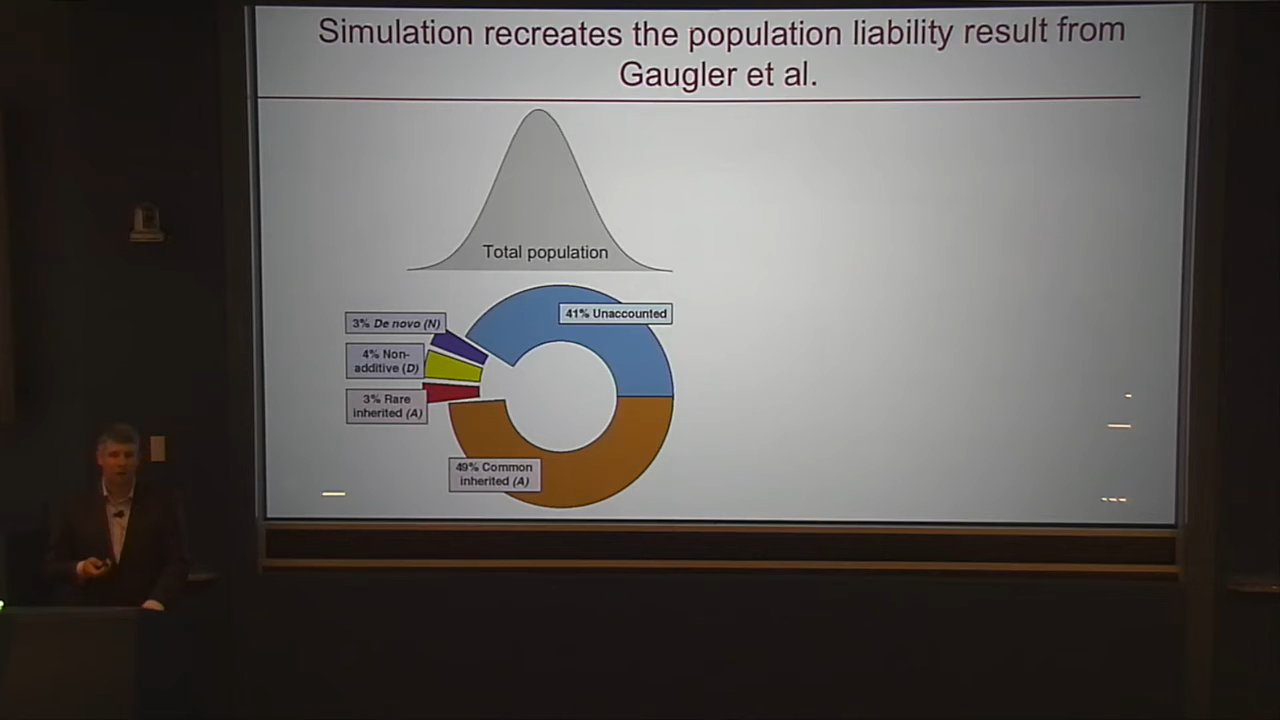 Simulation recreates the population liability result from
Gaugler et al.
Total population
41% Unaccounted
3% De novo (N)
4% Non-
additive (D)
3% Rare
inherited (A)
49% Common
inherited (A)